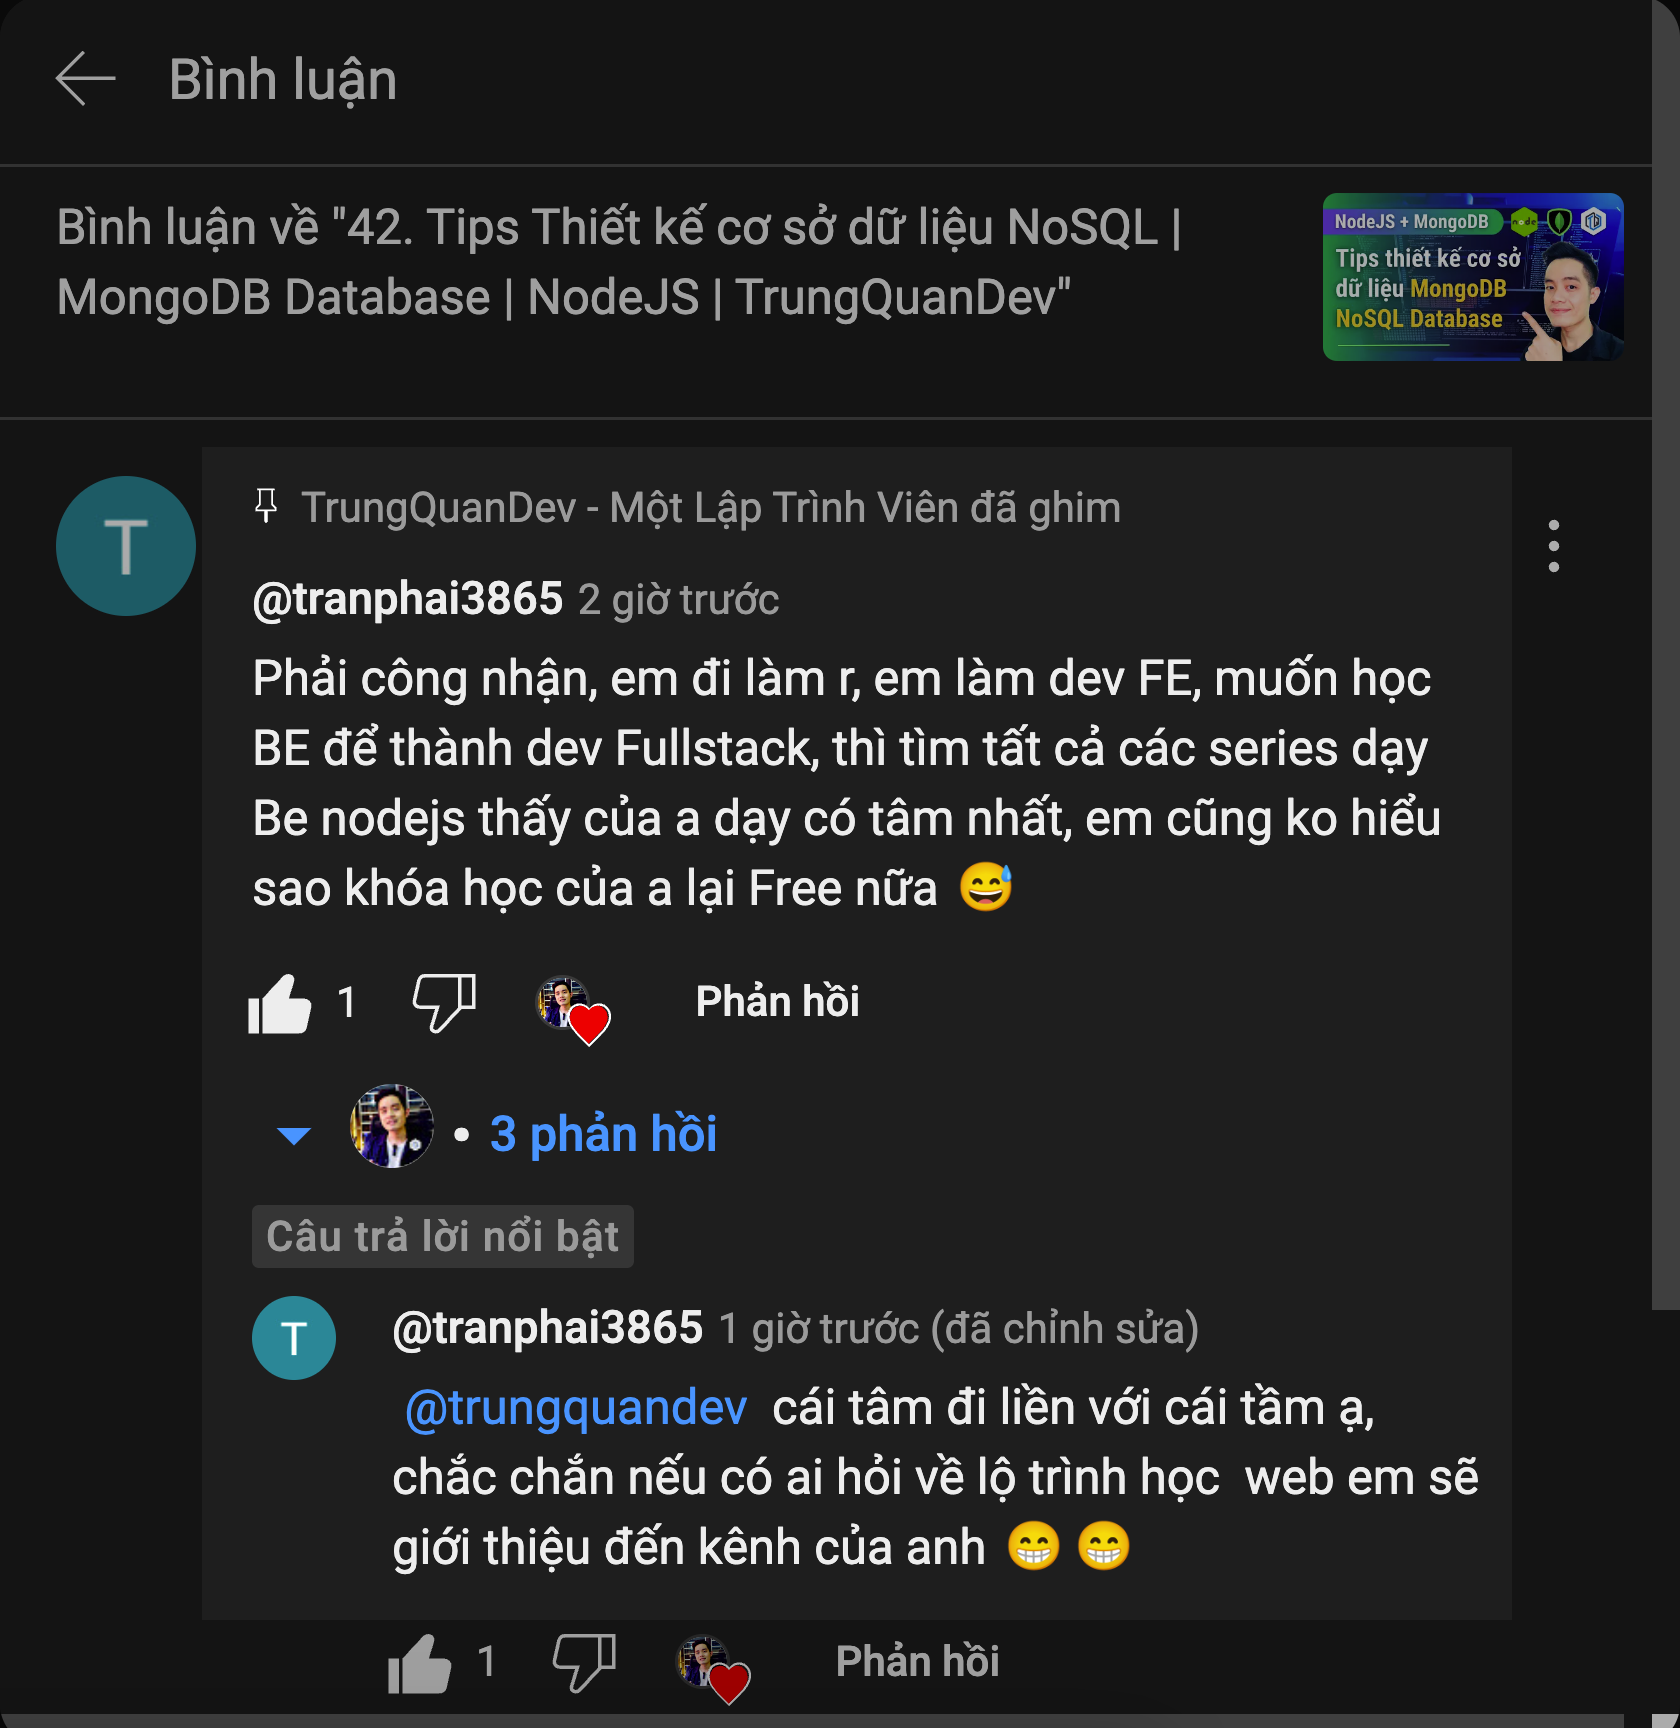 Bình luận
Bình luận về "42. Tips Thiết kế cơ sở dữ liệu NoSQL |
MongoDB Database | NodeJS | TrungQuanDev"
NodeJS + MongoDB
node
Tips thiết kế cơ sở
dữ liệu MongoDB
NoSQL Database
T
TrungQuanDev - Một Lập Trình Viên đã ghim
@tranphai3865 2 giờ trước
Phải công nhận, em đi làm r, em làm dev FE, muốn học
BE để thành dev Fullstack, thì tìm tất cả các series dạy
Be nodejs thấy của a dạy có tâm nhất, em cũng ko hiểu
sao khóa học của a lại Free nữa 😅
1 Phản hồi
• 3 phản hồi
Câu trả lời nổi bật
T
@tranphai3865 1 giờ trước (đã chỉnh sửa)
@trungquandev cái tâm đi liền với cái tầm ạ,
chắc chắn nếu có ai hỏi về lộ trình học web em sẽ
giới thiệu đến kênh của anh 😁 😁
1 Phản hồi